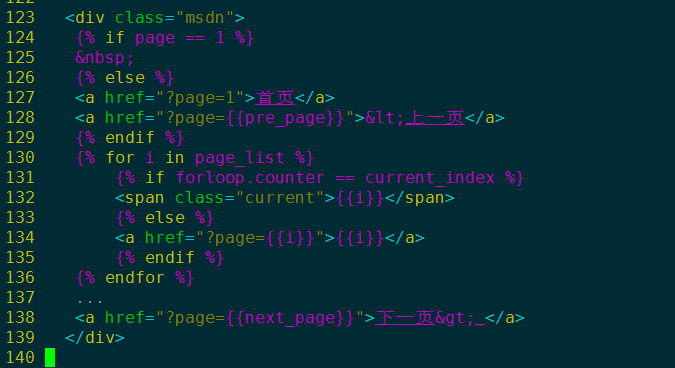 123   <div class="msdn">
124    {% if page == 1 %}
125    &nbsp;
126    {% else %}
127    <a href="?page=1">首页</a>
128    <a href="?page={{pre_page}}">&lt;上一页</a>
129    {% endif %}
130    {% for i in page_list %}
131        {% if forloop.counter == current_index %}
132        <span class="current">{{i}}</span>
133        {% else %}
134        <a href="?page={{i}}">{{i}}</a>
135        {% endif %}
136    {% endfor %}
137    ...
138    <a href="?page={{next_page}}">下一页&gt;_</a>
139   </div>
140